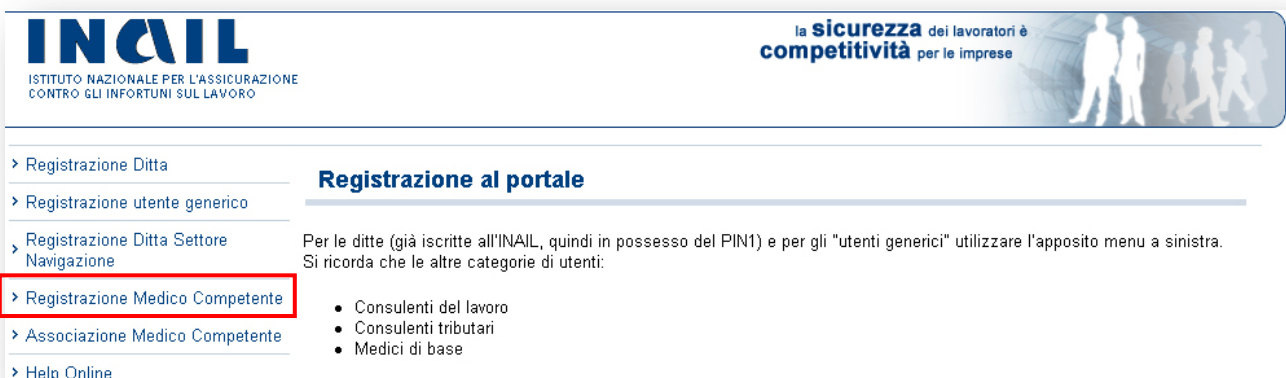 INAIL
ISTITUTO NAZIONALE PER L'ASSICURAZIONE
CONTRO GLI INFORTUNI SUL LAVORO
la sicurezza dei lavoratori è
competitività per le imprese
Registrazione Ditta
Registrazione utente generico
Registrazione Ditta Settore
Navigazione
Registrazione Medico Competente
Associazione Medico Competente
Help Online
Registrazione al portale
Per le ditte (già iscritte all'INAIL, quindi in possesso del PIN1) e per gli "utenti generici" utilizzare l'apposito menu a sinistra.
Si ricorda che le altre categorie di utenti:
Consulenti del lavoro
Consulenti tributari
Medici di base